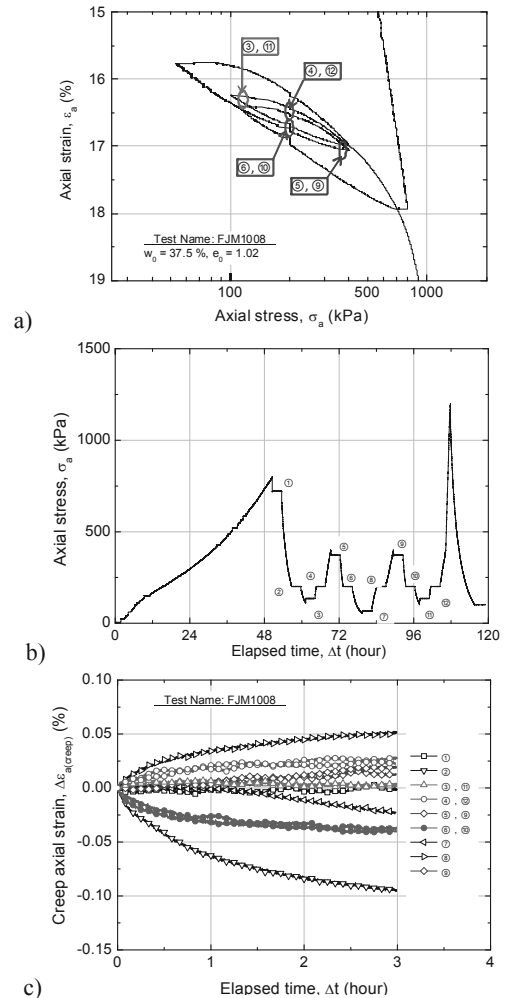 15
16
17
18
19
Axial strain, εₐ (%)
③, ⑪
④, ⑫
⑥, ⑩
⑤, ⑨
Test Name: FJM1008
w₀ = 37.5 %, e₀ = 1.02
100 500 1000
Axial stress, σₐ (kPa)
a)
1500
1000
500
0
Axial stress, σₐ (kPa)
①
②
③
④
⑤
⑥
⑦
⑧
⑨
⑩
⑪
⑫
0 24 48 72 96 120
Elapsed time, Δt (hour)
b)
0.10
0.05
0.00
-0.05
-0.10
-0.15
Creep axial strain, Δεₐ(creep) (%)
Test Name: FJM1008
①
②
③, ⑪
④, ⑫
⑤, ⑨
⑥, ⑩
⑦
⑧
⑨
0 1 2 3 4
Elapsed time, Δt (hour)
c)